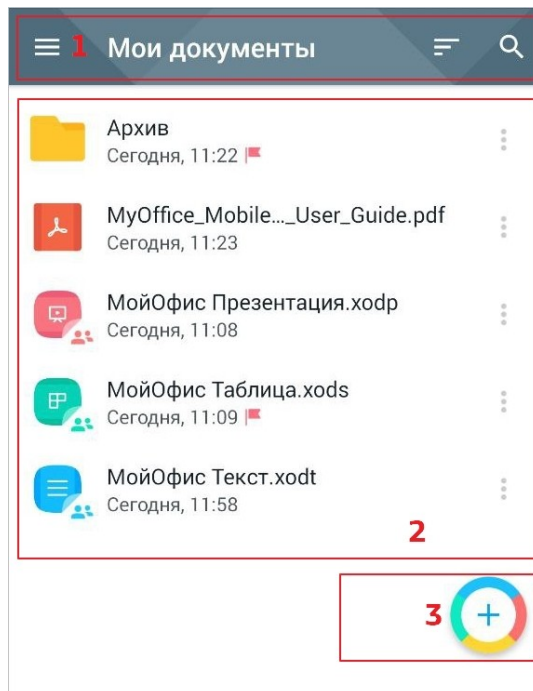 1 Мои документы
Архив
Сегодня, 11:22
MyOffice_Mobile..._User_Guide.pdf
Сегодня, 11:23
МойОфис Презентация.xodp
Сегодня, 11:08
МойОфис Таблица.xods
Сегодня, 11:09
МойОфис Текст.xodt
Сегодня, 11:58
2
3